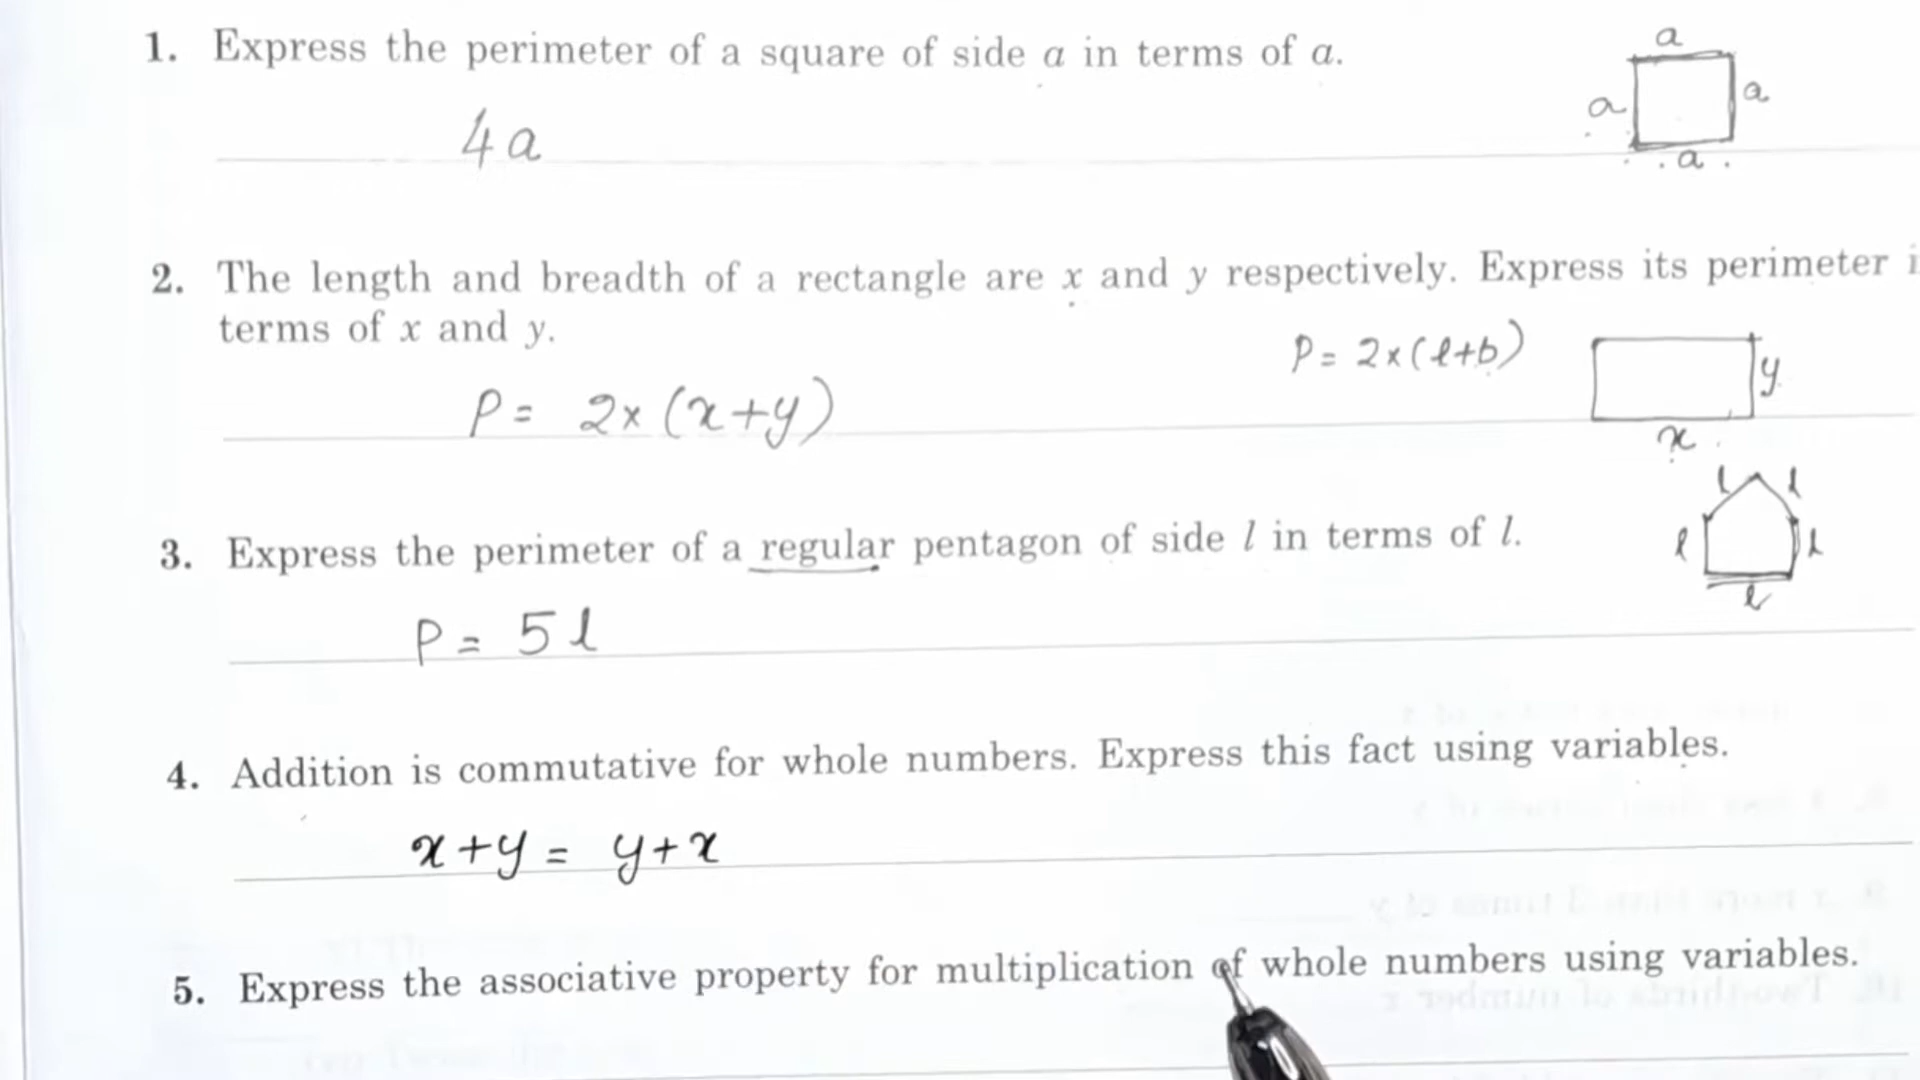 1. Express the perimeter of a square of side a in terms of a.
a
a
a
a
4a
2. The length and breadth of a rectangle are x and y respectively. Express its perimeter
terms of x and y.
P = 2×(l+b)
y
x
P = 2×(x+y)
l l
l l
l
3. Express the perimeter of a regular pentagon of side l in terms of l.
P = 5l
4. Addition is commutative for whole numbers. Express this fact using variables.
x+y = y+x
5. Express the associative property for multiplication of whole numbers using variables.